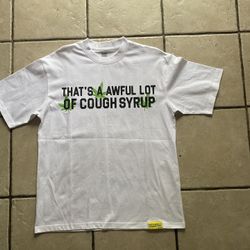 THAT'S A AWFUL LOT
OF COUGH SYRUP